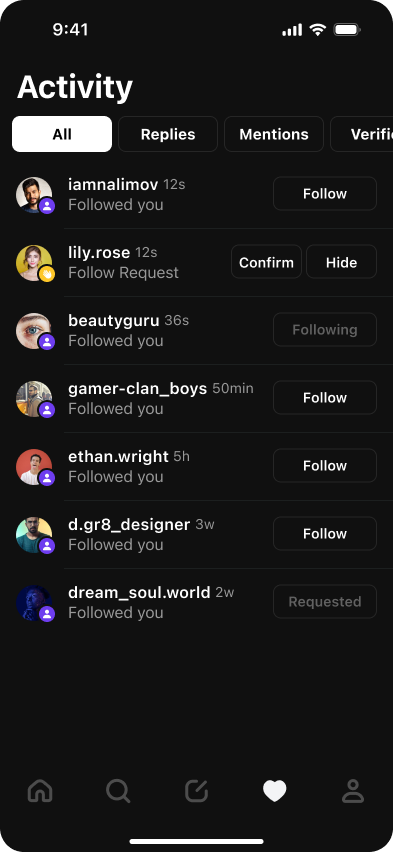 9:41
Activity
All Replies Mentions Verifi
iamnalimov 12s
Followed you
Follow
lily.rose 12s
Follow Request
Confirm Hide
beautyguru 36s
Followed you
Following
gamer-clan_boys 50min
Followed you
Follow
ethan.wright 5h
Followed you
Follow
d.gr8_designer 3w
Followed you
Follow
dream_soul.world 2w
Followed you
Requested